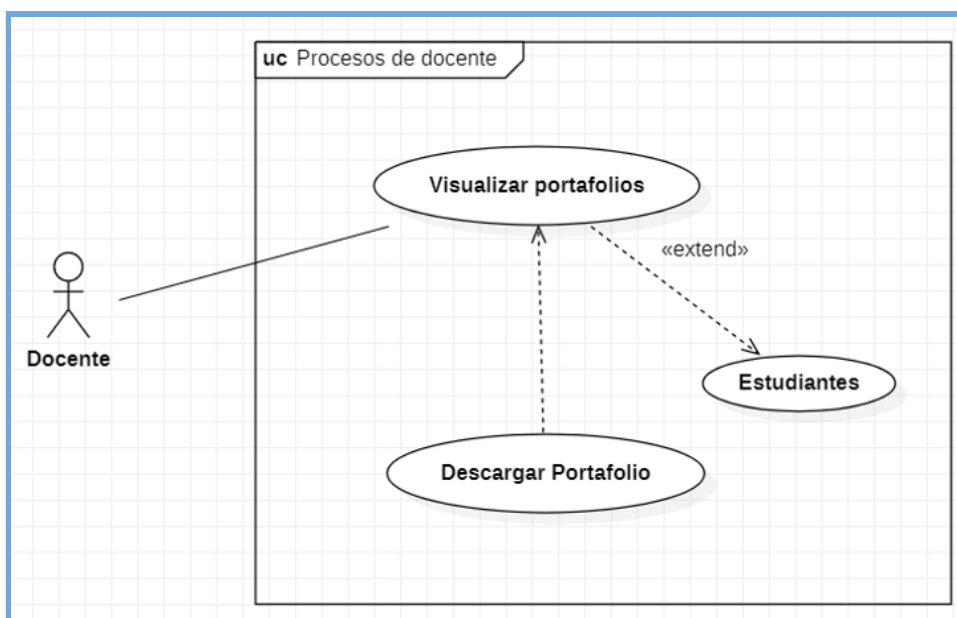 uc Procesos de docente
Visualizar portafolios
«extend»
Docente
Estudiantes
Descargar Portafolio